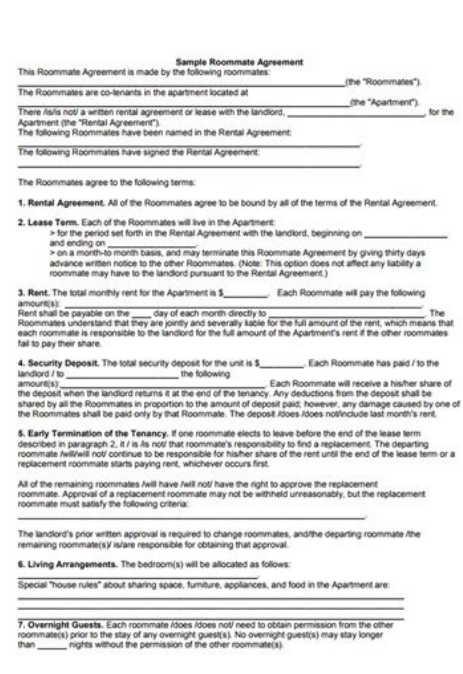 Sample Roommate Agreement
This Roommate Agreement is made by the following roommates:
(the "Roommates").
The Roommates are co-tenants in the apartment located at
(the "Apartment").
There /is/is not/ a written rental agreement or lease with the landlord, ____________________, for the
Apartment (the "Rental Agreement").
The following Roommates have been named in the Rental Agreement:
The following Roommates have signed the Rental Agreement:
The Roommates agree to the following terms:
1. Rental Agreement. All of the Roommates agree to be bound by all of the terms of the Rental Agreement.
2. Lease Term. Each of the Roommates will live in the Apartment:
> for the period set forth in the Rental Agreement with the landlord, beginning on ____________
and ending on ____________.
> on a month-to month basis, and may terminate this Roommate Agreement by giving thirty days
advance written notice to the other Roommates. (Note: This option does not affect any liability a
roommate may have to the landlord pursuant to the Rental Agreement.)
3. Rent. The total monthly rent for the Apartment is $________. Each Roommate will pay the following
amount(s): ____________________
Rent shall be payable on the ____ day of each month directly to ____________________. The
Roommates understand that they are jointly and severally liable for the full amount of the rent, which means that
each roommate is responsible to the landlord for the full amount of the Apartment's rent if the other roommates
fail to pay their share.
4. Security Deposit. The total security deposit for the unit is $________. Each Roommate has paid / to the
landlord / to ____________________ the following
amount(s):____________________. Each Roommate will receive a his/her share of
the deposit when the landlord returns it at the end of the tenancy. Any deductions from the deposit shall be
shared by all the Roommates in proportion to the amount of deposit paid; however, any damage caused by one of
the Roommates shall be paid only by that Roommate. The deposit /does /does not/include last month's rent.
5. Early Termination of the Tenancy. If one roommate elects to leave before the end of the lease term
described in paragraph 2, it / is /is not/ that roommate's responsibility to find a replacement. The departing
roommate /will/will not/ continue to be responsible for his/her share of the rent until the end of the lease term or a
replacement roommate starts paying rent, whichever occurs first.
All of the remaining roommates /will have /will not/ have the right to approve the replacement
roommate. Approval of a replacement roommate may not be withheld unreasonably, but the replacement
roommate must satisfy the following criteria:
The landlord's prior written approval is required to change roommates, and/the departing roommate /the
remaining roommate(s)/ is/are responsible for obtaining that approval.
6. Living Arrangements. The bedroom(s) will be allocated as follows:
Special "house rules" about sharing space, furniture, appliances, and food in the Apartment are:
7. Overnight Guests. Each roommate /does /does not/ need to obtain permission from the other
roommate(s) prior to the stay of any overnight guest(s). No overnight guest(s) may stay longer
than ______ nights without the permission of the other roommate(s).